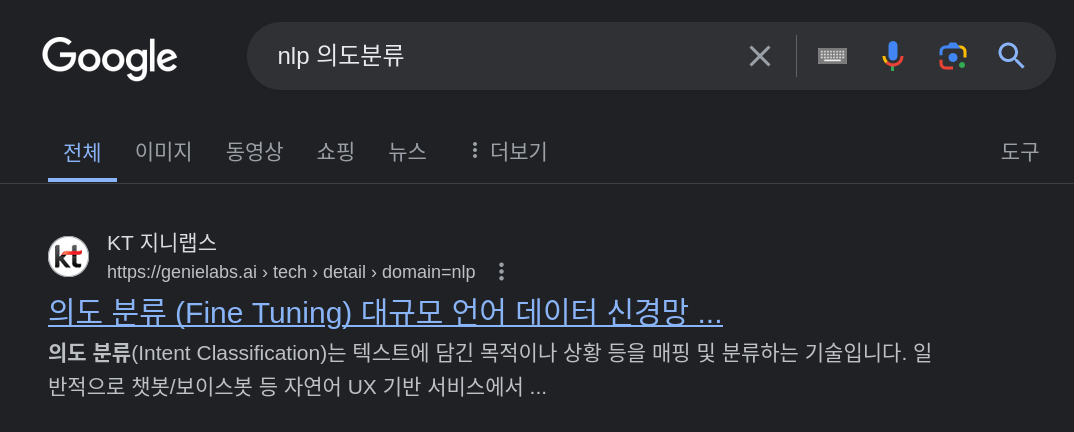 Google
nlp 의도분류
전체 이미지 동영상 쇼핑 뉴스 더보기 도구
kt
KT 지니랩스
https://genielabs.ai › tech › detail › domain=nlp
의도 분류 (Fine Tuning) 대규모 언어 데이터 신경망 ...
의도 분류(Intent Classification)는 텍스트에 담긴 목적이나 상황 등을 매핑 및 분류하는 기술입니다. 일
반적으로 챗봇/보이스봇 등 자연어 UX 기반 서비스에서 ...